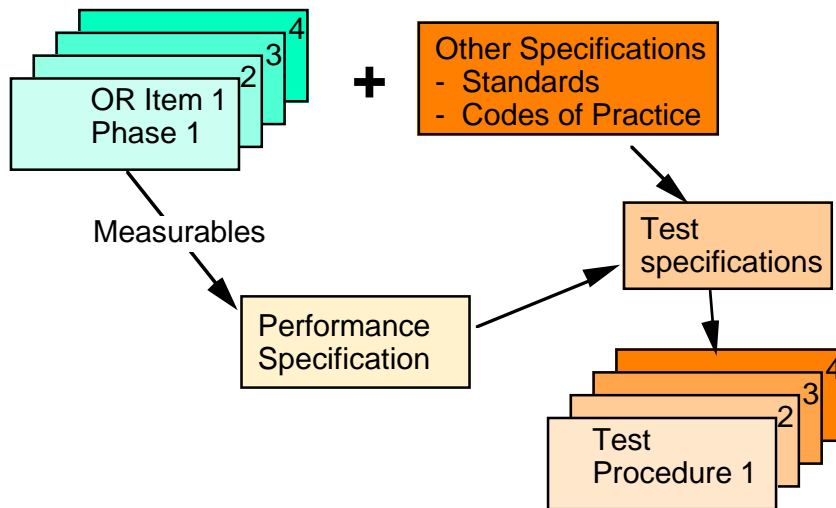 4
3
2
OR Item 1
Phase 1
+
Other Specifications
- Standards
- Codes of Practice
Measurables
Test
specifications
Performance
Specification
4
3
2
Test
Procedure 1